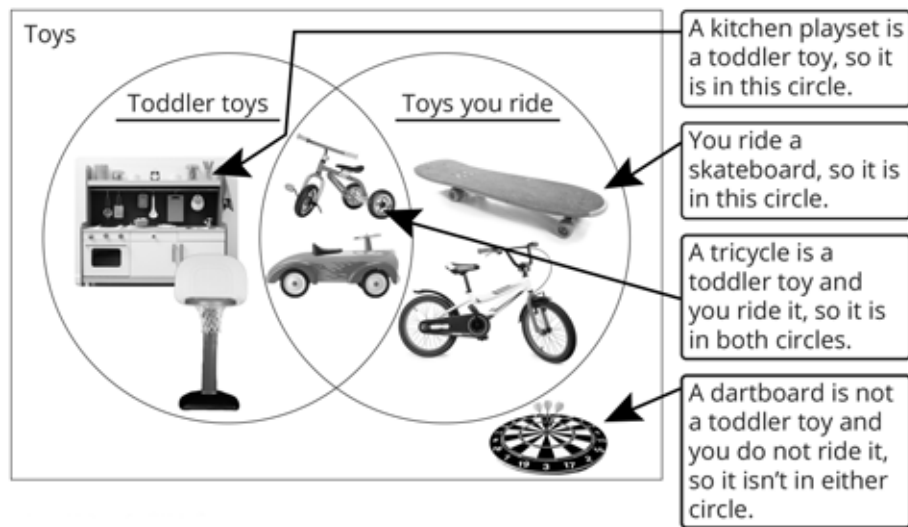 Toys
Toddler toys
Toys you ride
A kitchen playset is
a toddler toy, so it
is in this circle.
You ride a
skateboard, so it is
in this circle.
A tricycle is a
toddler toy and
you ride it, so it is
in both circles.
A dartboard is not
a toddler toy and
you do not ride it,
so it isn't in either
circle.
19 3 17